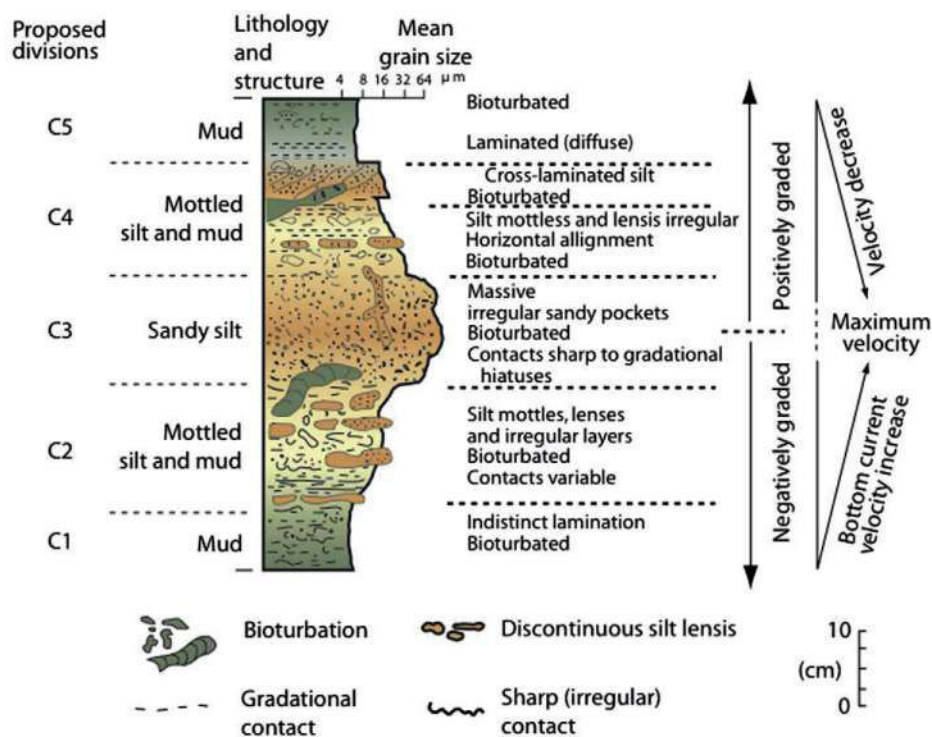 Proposed
divisions
Lithology
and
structure
Mean
grain size
4 8 16 32 64 μm
C5
Mud
Bioturbated
Laminated (diffuse)
C4
Mottled
silt and mud
Cross-laminated silt
Bioturbated
Silt mottless and lensis irregular
Horizontal allignment
Bioturbated
C3
Sandy silt
Massive
irregular sandy pockets
Bioturbated
Contacts sharp to gradational
hiatuses
C2
Mottled
silt and mud
Silt mottles, lenses
and irregular layers
Bioturbated
Contacts variable
C1
Mud
Indistinct lamination
Bioturbated
Positively graded
Negatively graded
Velocity decrease
Maximum
velocity
Bottom current
velocity increase
Bioturbation
Discontinuous silt lensis
Gradational
contact
Sharp (irregular)
contact
10
(cm)
0